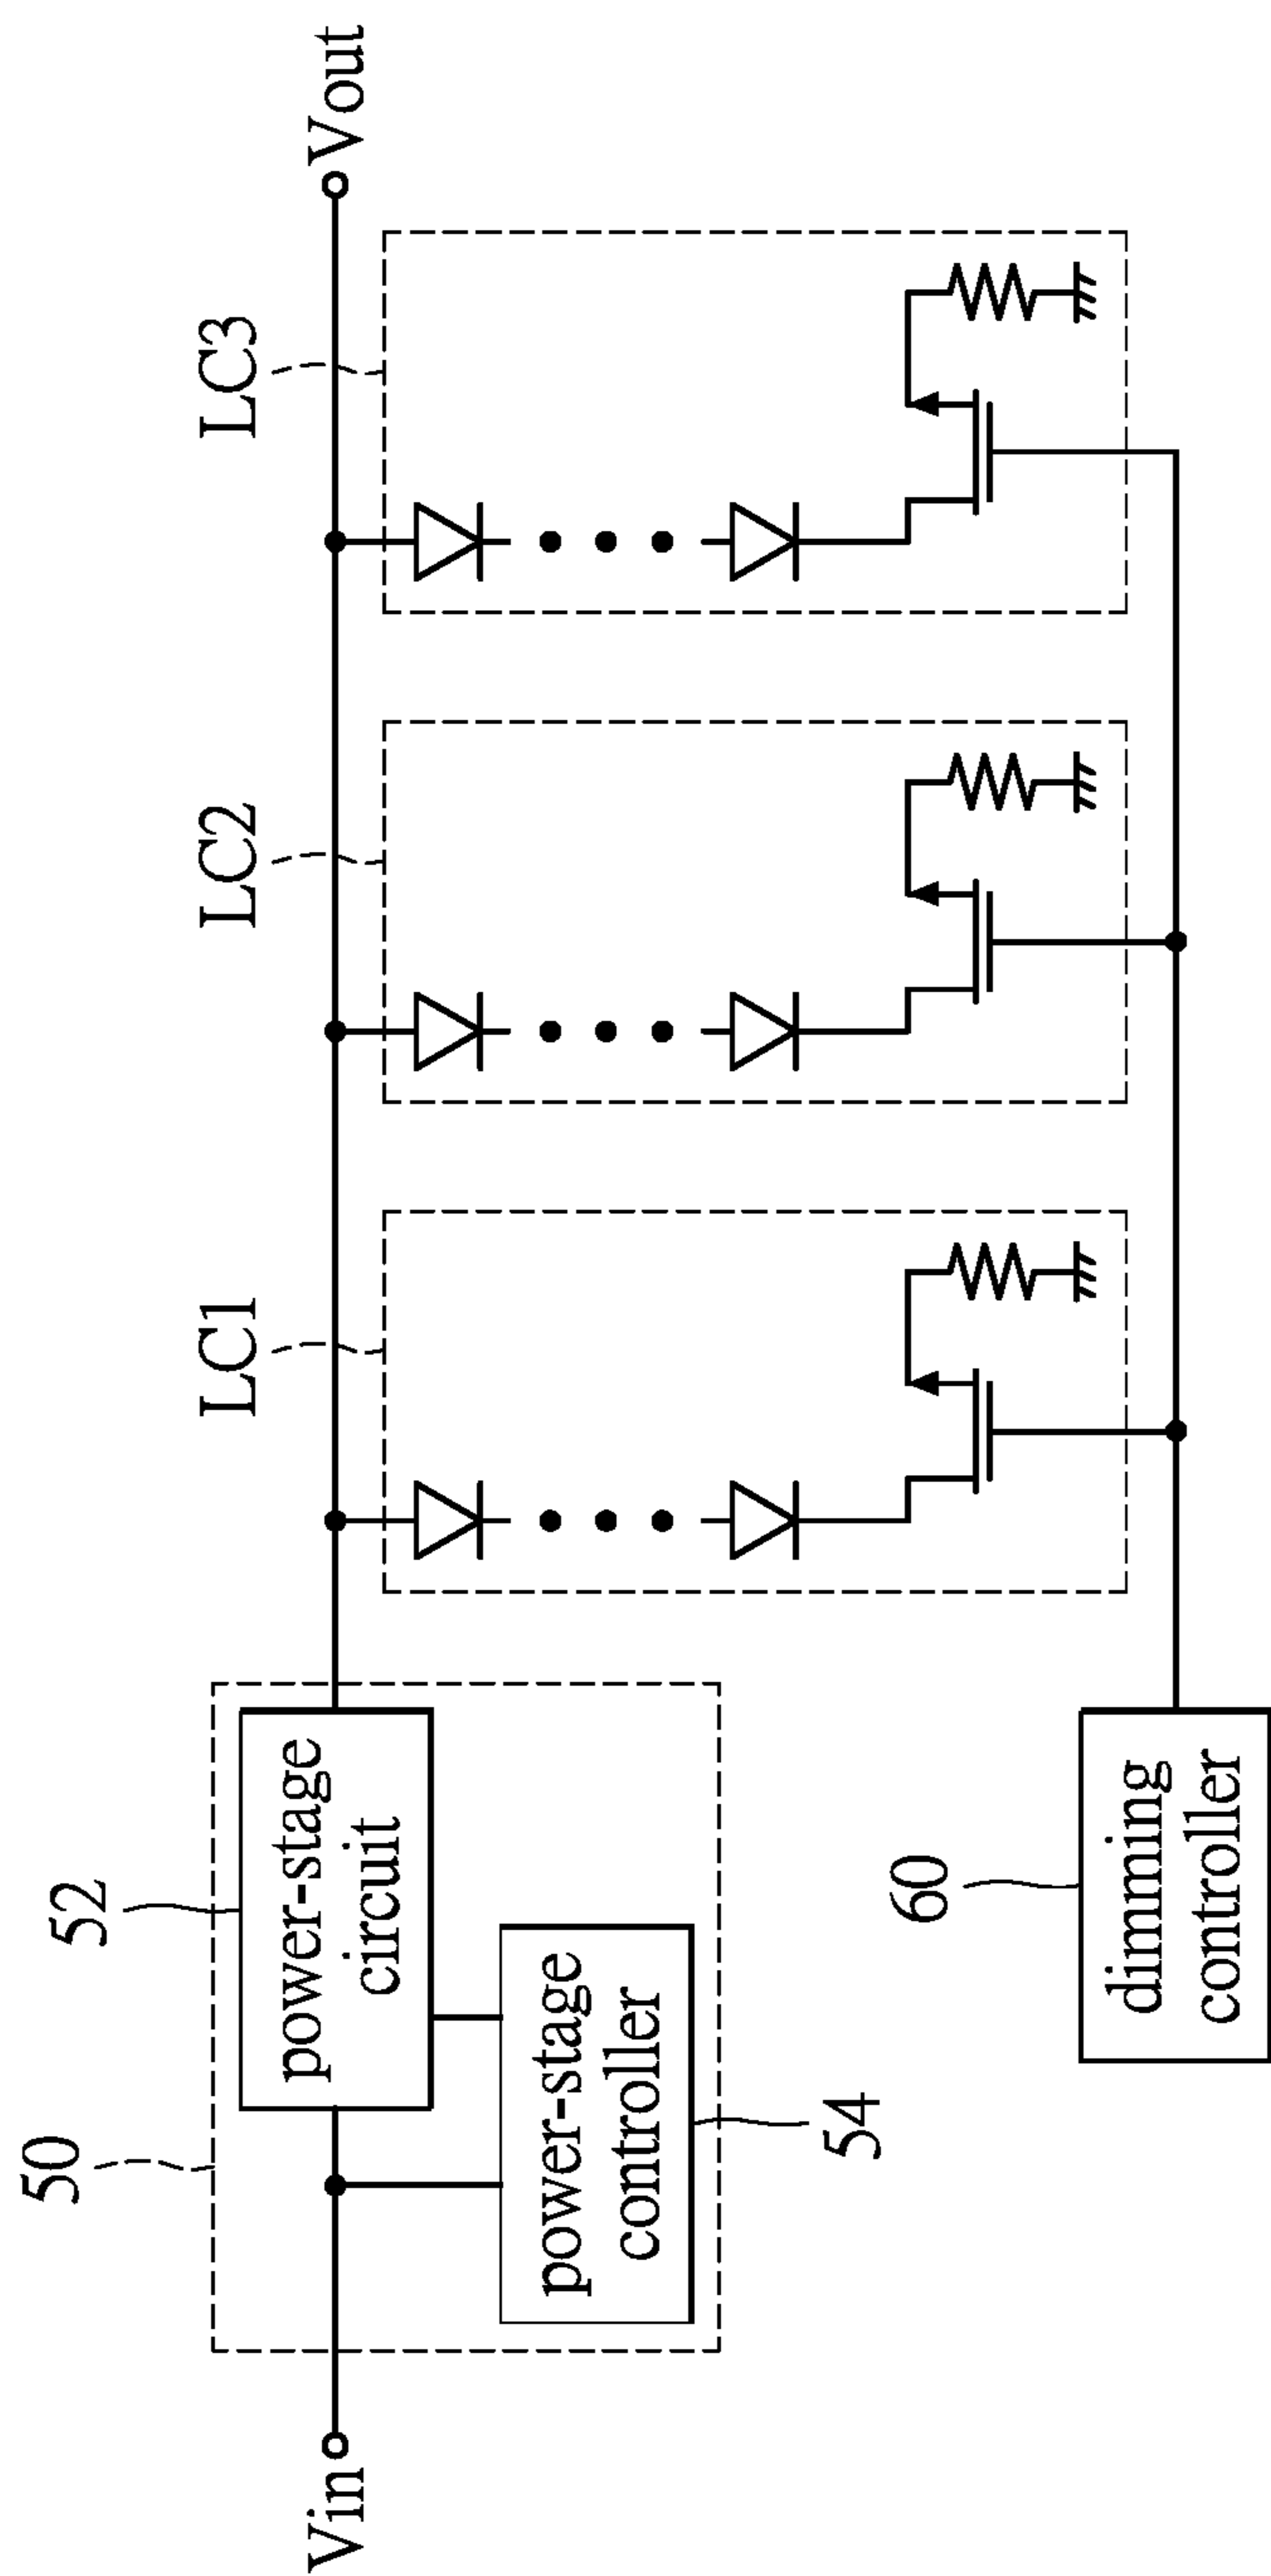 LC1
LC2
LC3
Vin
Vout
50
52
power-stage
circuit
power-stage
controller
54
60
dimming
controller